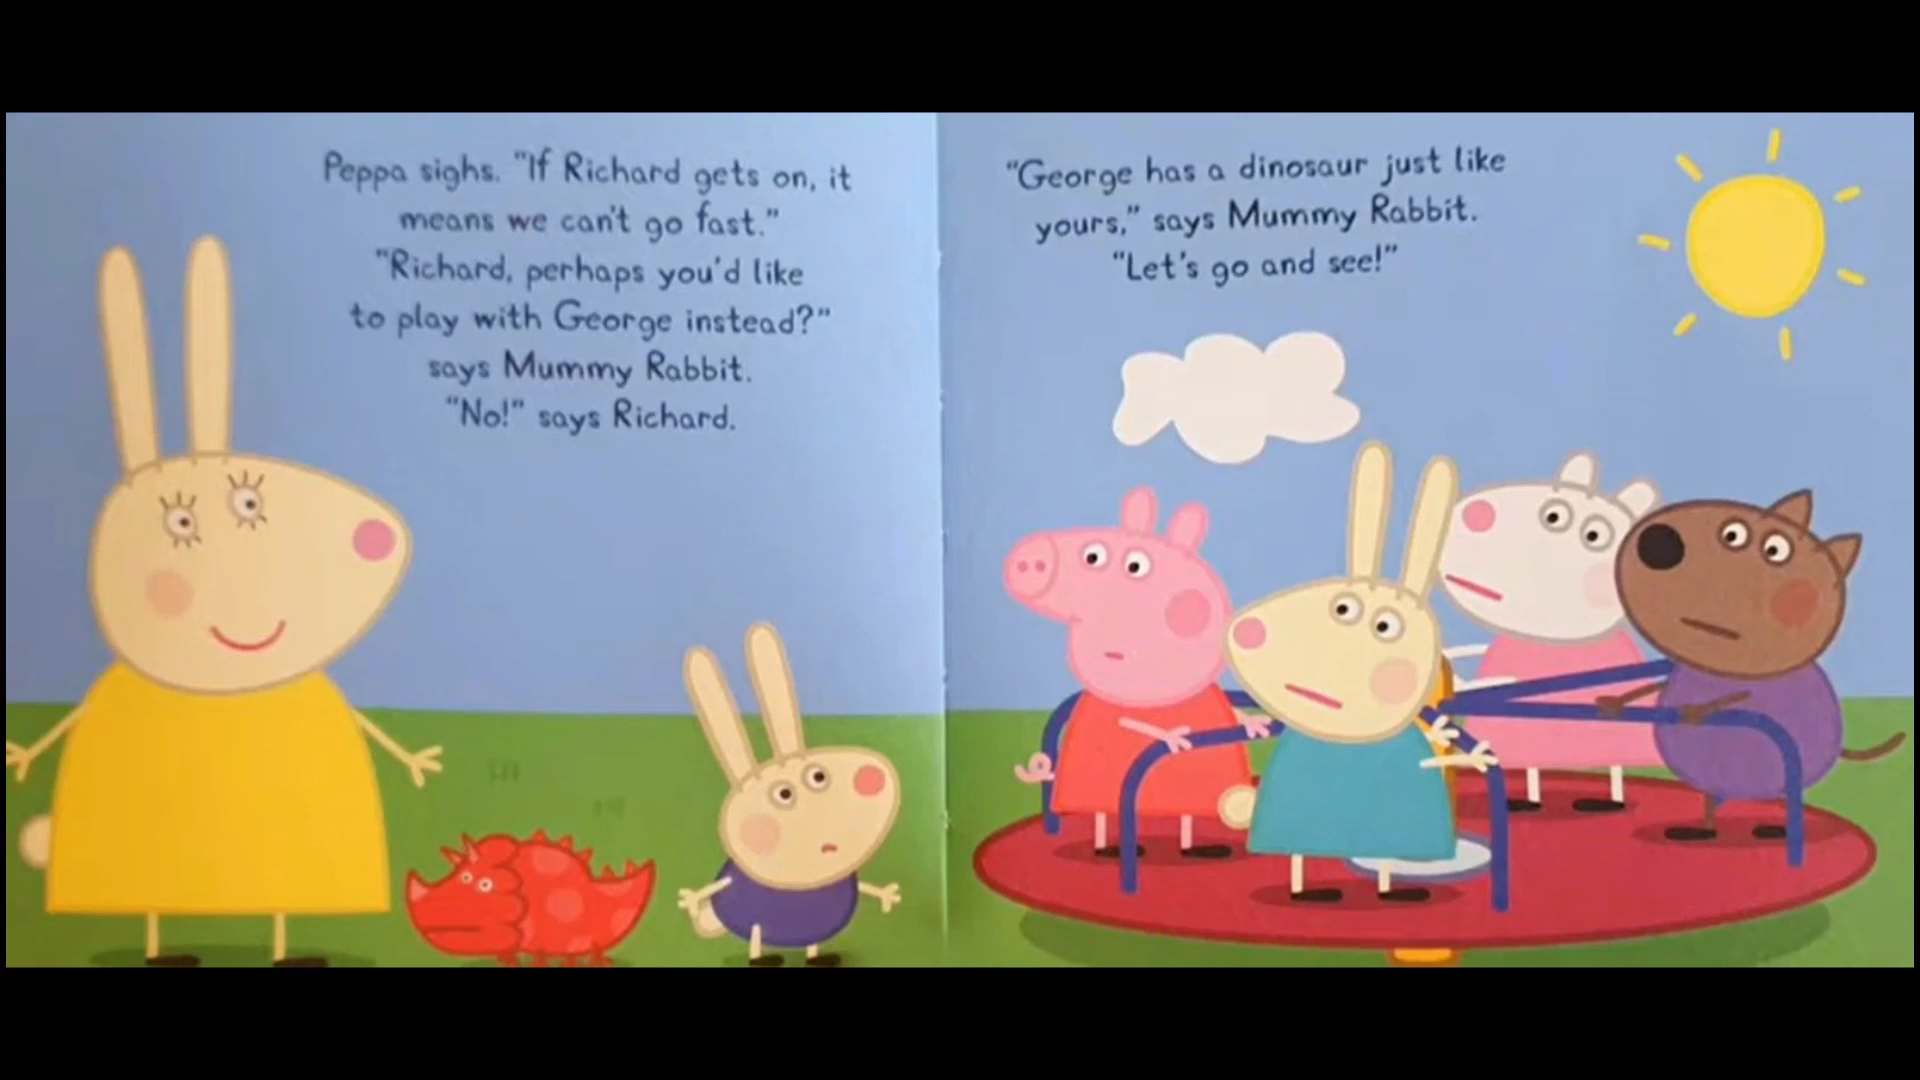 Peppa sighs. "If Richard gets on, it
means we can't go fast."
"Richard, perhaps you'd like
to play with George instead?"
says Mummy Rabbit.
"No!" says Richard.
"George has a dinosaur just like
yours," says Mummy Rabbit.
"Let's go and see!"